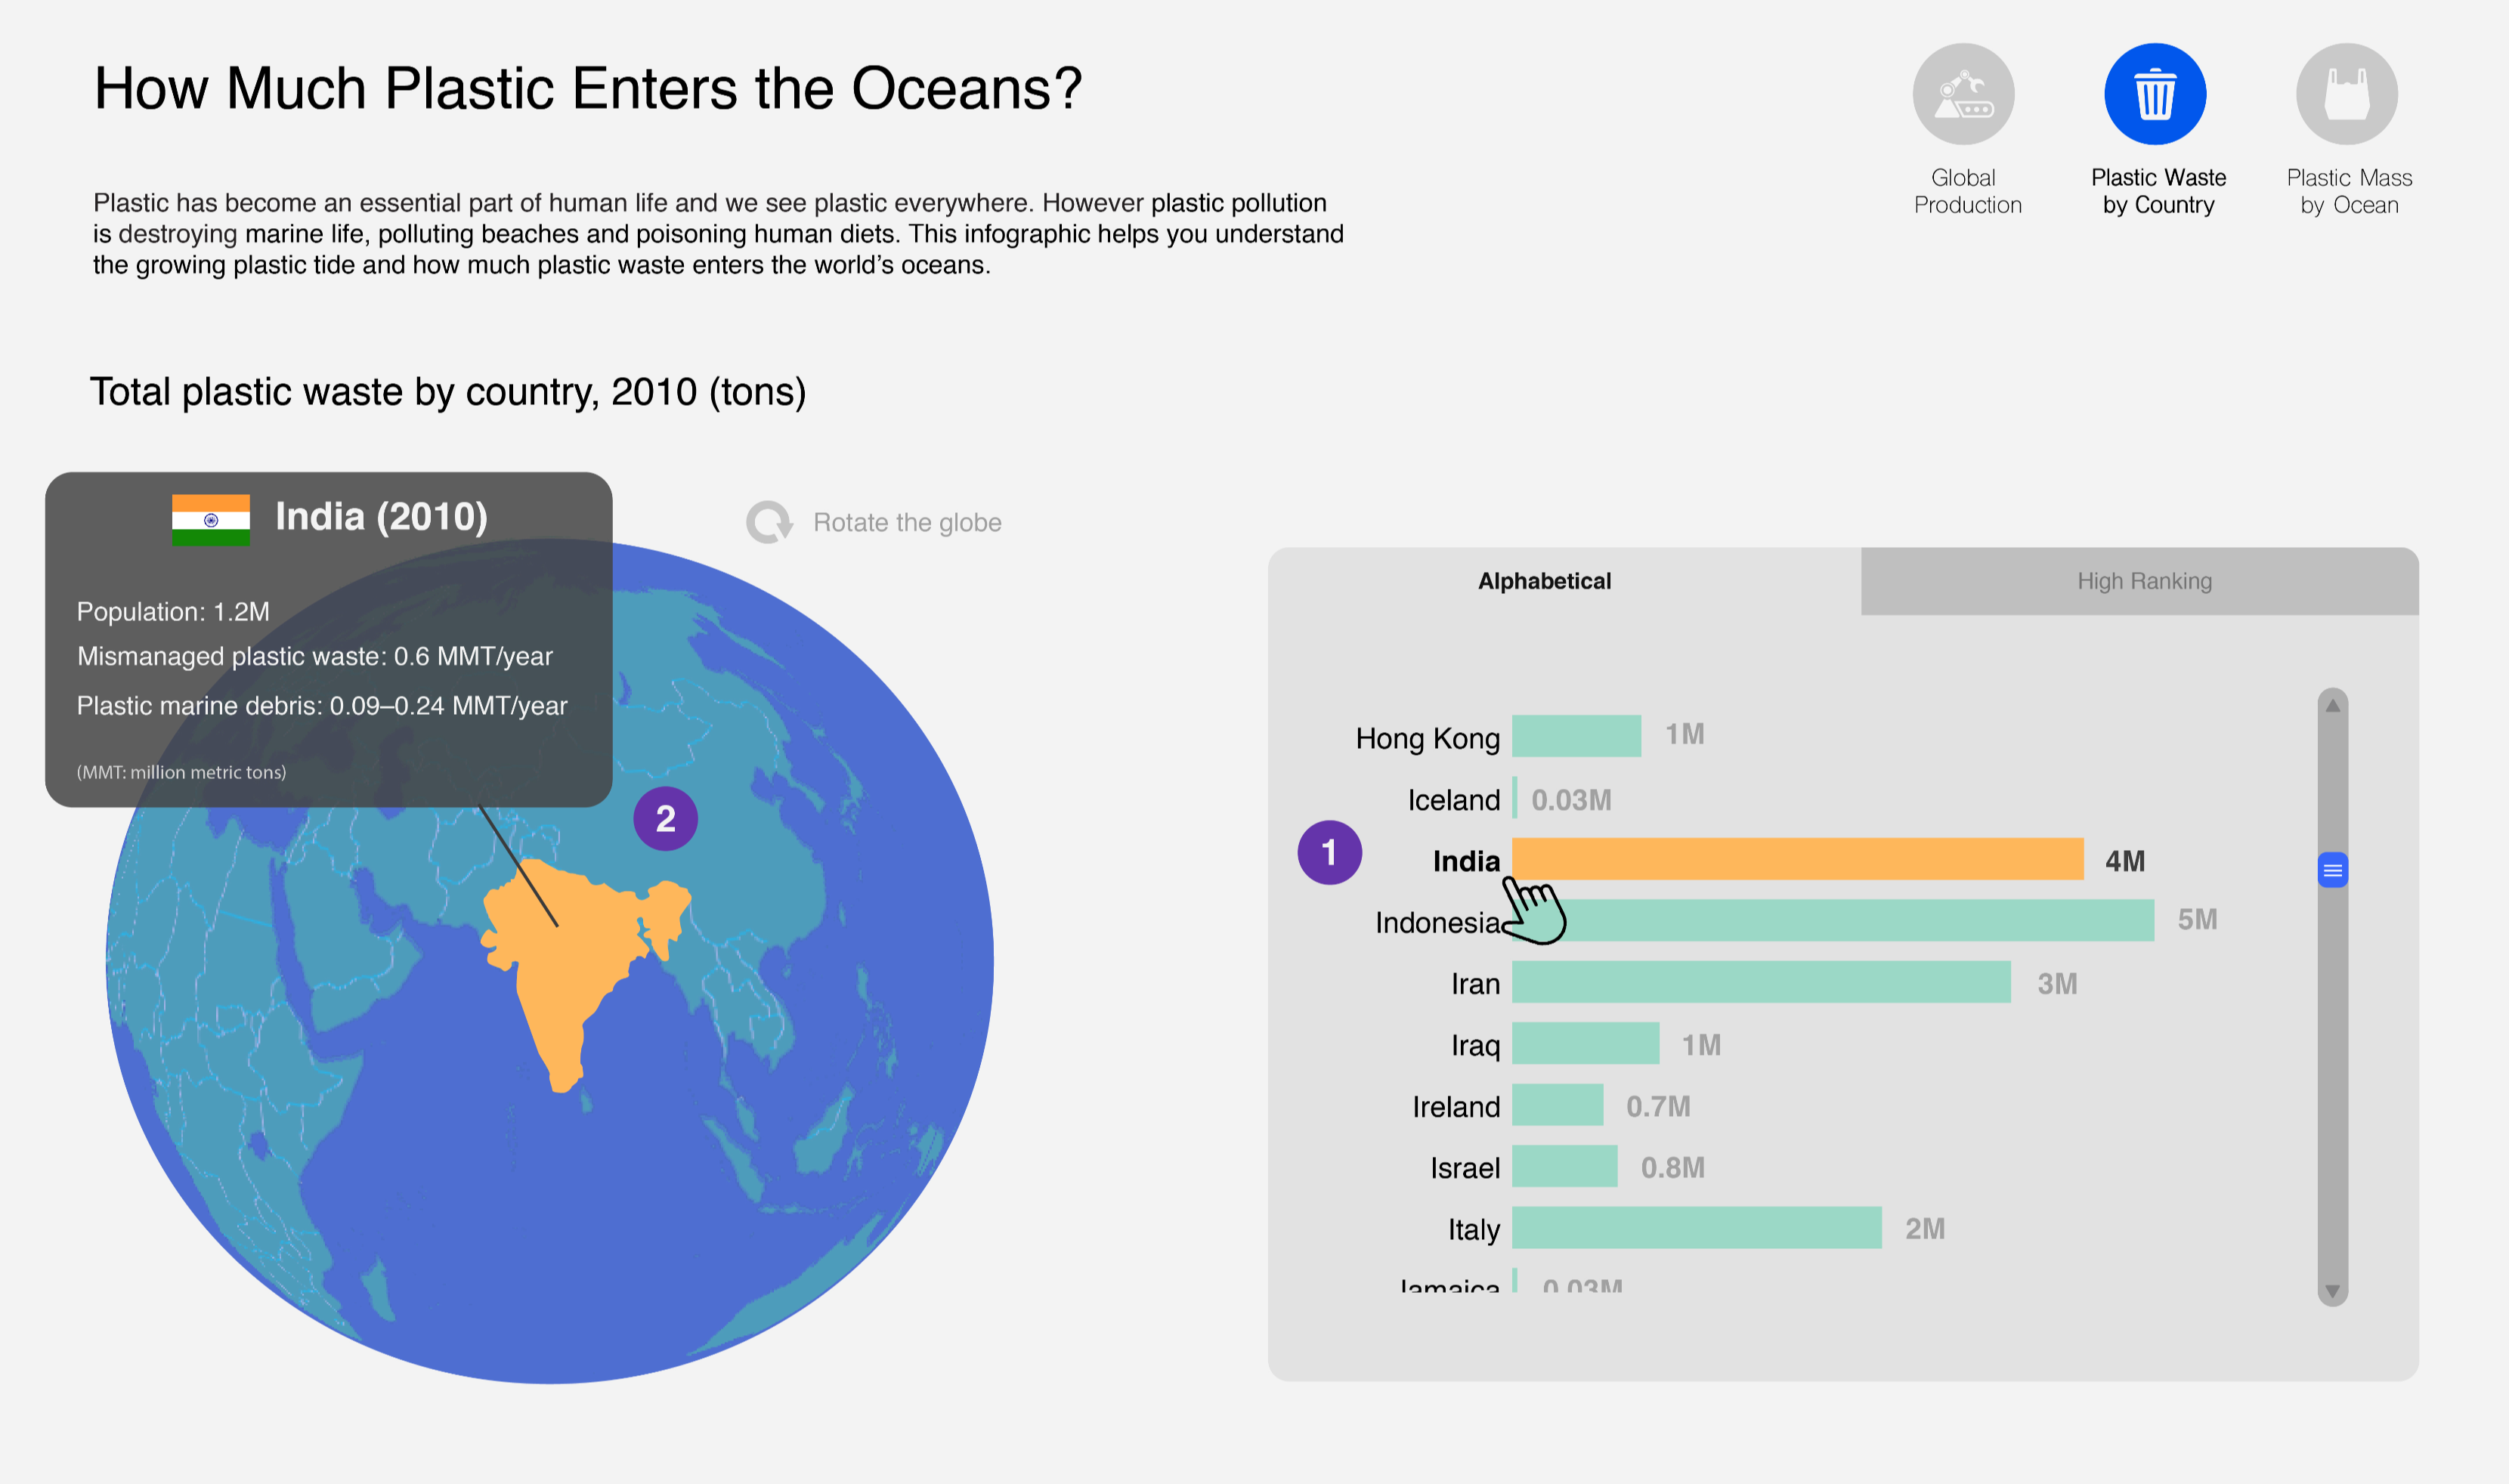 How Much Plastic Enters the Oceans?
Global
Production
Plastic Waste
by Country
Plastic Mass
by Ocean
Plastic has become an essential part of human life and we see plastic everywhere. However plastic pollution
is destroying marine life, polluting beaches and poisoning human diets. This infographic helps you understand
the growing plastic tide and how much plastic waste enters the world’s oceans.
Total plastic waste by country, 2010 (tons)
India (2010)
Population: 1.2M
Mismanaged plastic waste: 0.6 MMT/year
Plastic marine debris: 0.09–0.24 MMT/year
(MMT: million metric tons)
Rotate the globe
2
Alphabetical
High Ranking
Hong Kong 1M
Iceland 0.03M
1
India 4M
Indonesia 5M
Iran 3M
Iraq 1M
Ireland 0.7M
Israel 0.8M
Italy 2M
Jamaica 0.03M